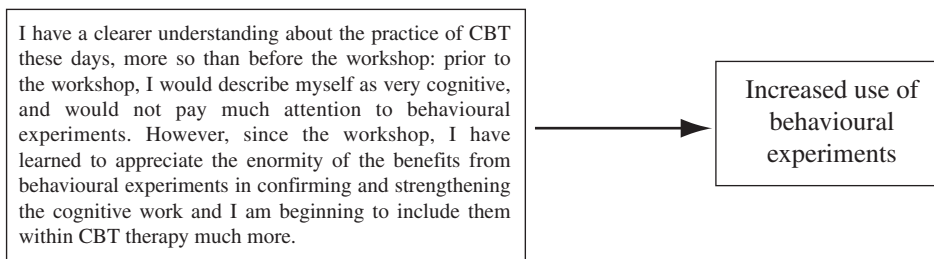 I have a clearer understanding about the practice of CBT
these days, more so than before the workshop: prior to
the workshop, I would describe myself as very cognitive,
and would not pay much attention to behavioural
experiments. However, since the workshop, I have
learned to appreciate the enormity of the benefits from
behavioural experiments in confirming and strengthening
the cognitive work and I am beginning to include them
within CBT therapy much more.
Increased use of
behavioural
experiments